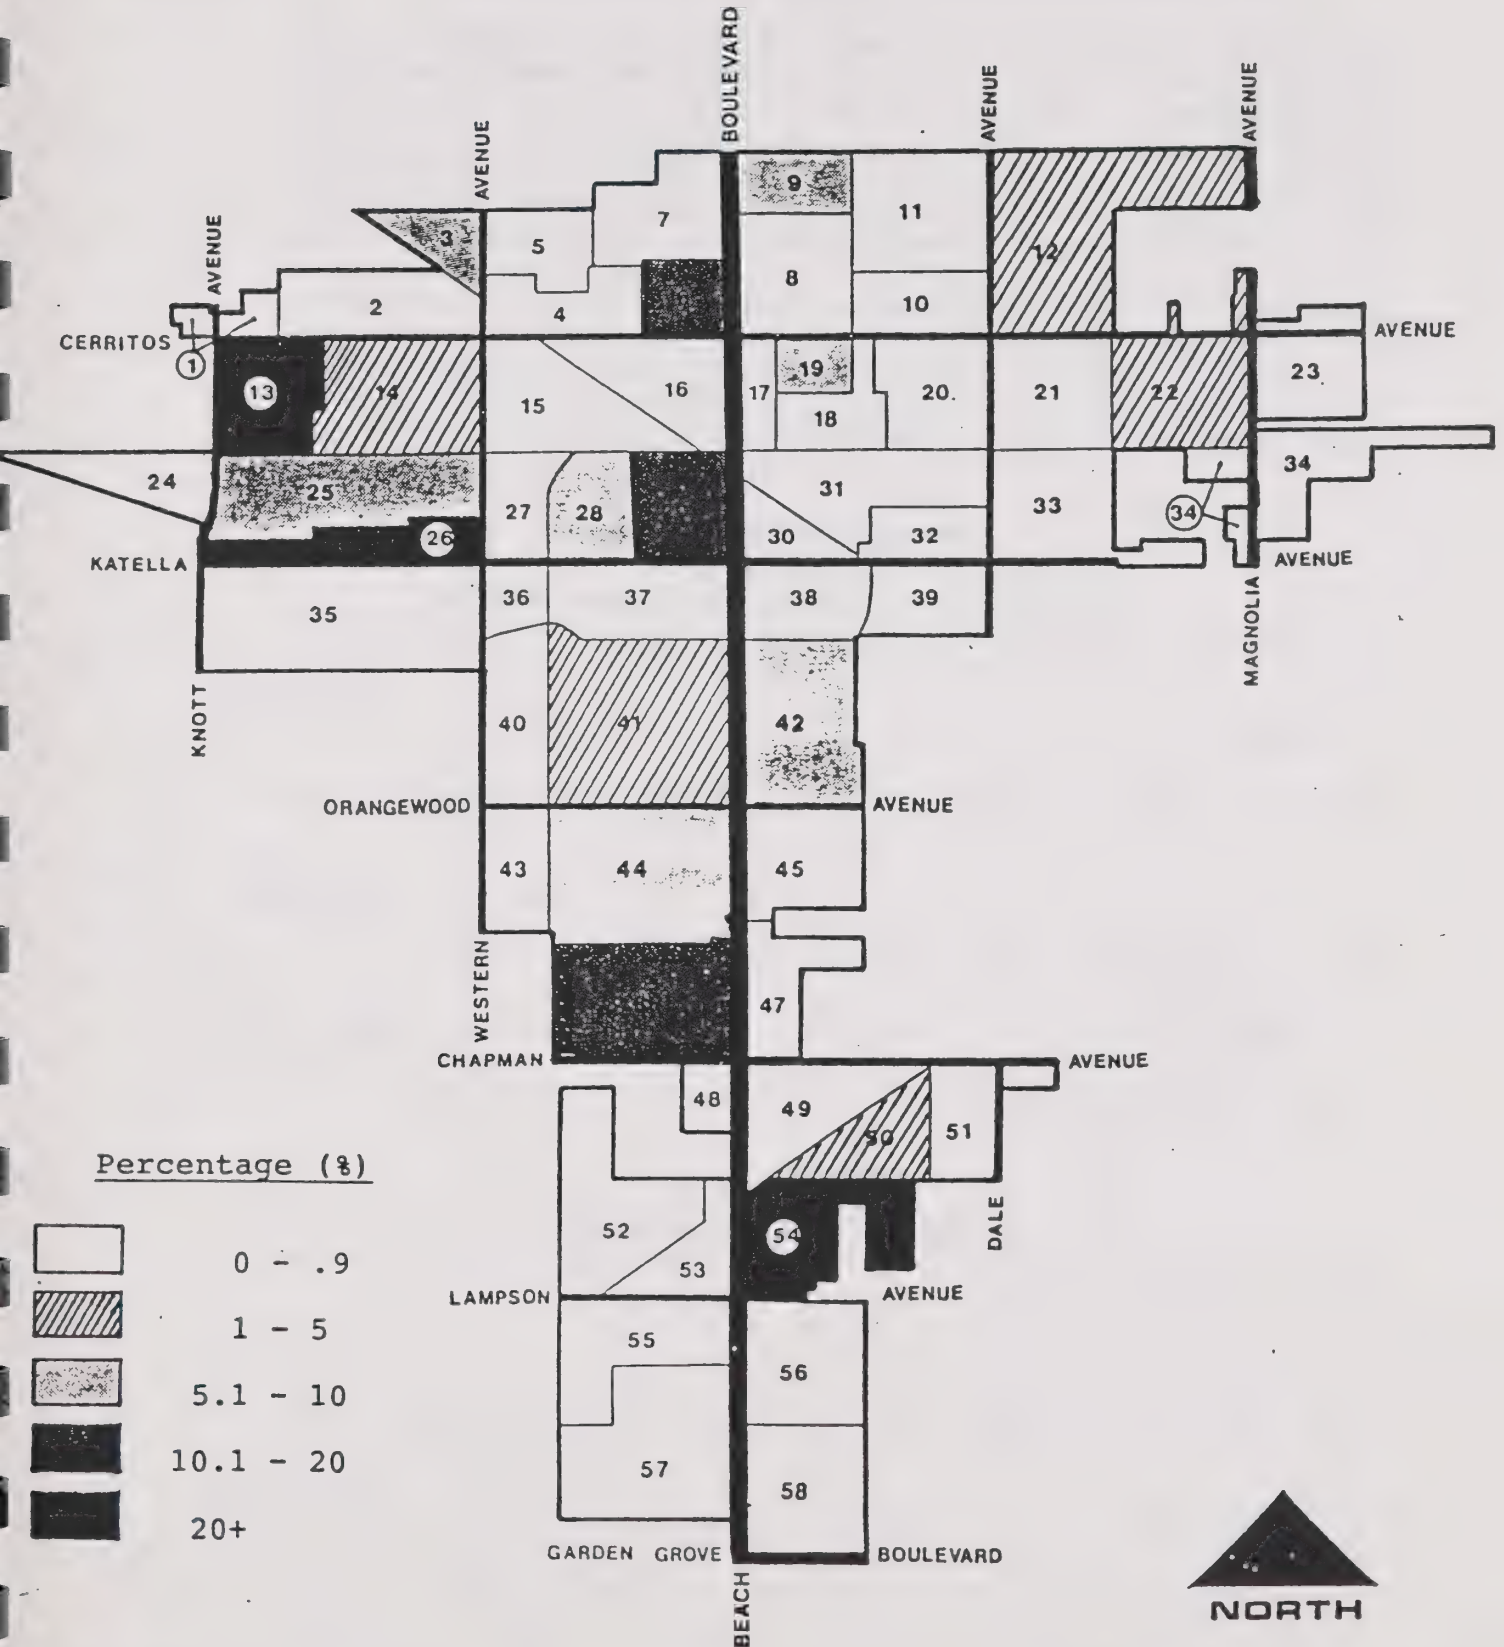 BOULEVARD
AVENUE
AVENUE
AVENUE
AVENUE
9
11
7
3
5
12
8
2
4
10
CERRITOS
AVENUE
1
13
14
15
16
17
19
18
20.
21
22
23
24
25
27
28
31
33
34
34
26
30
32
KATELLA
AVENUE
35
36
37
38
39
MAGNOLIA
KNOTT
40
41
42
ORANGEWOOD
AVENUE
43
44
45
WESTERN
47
CHAPMAN
AVENUE
48
49
50
51
DALE
52
54
53
LAMPSON
AVENUE
55
56
57
58
GARDEN GROVE
BOULEVARD
BEACH
Percentage (%)
0 - .9
1 - 5
5.1 - 10
10.1 - 20
20+
NORTH